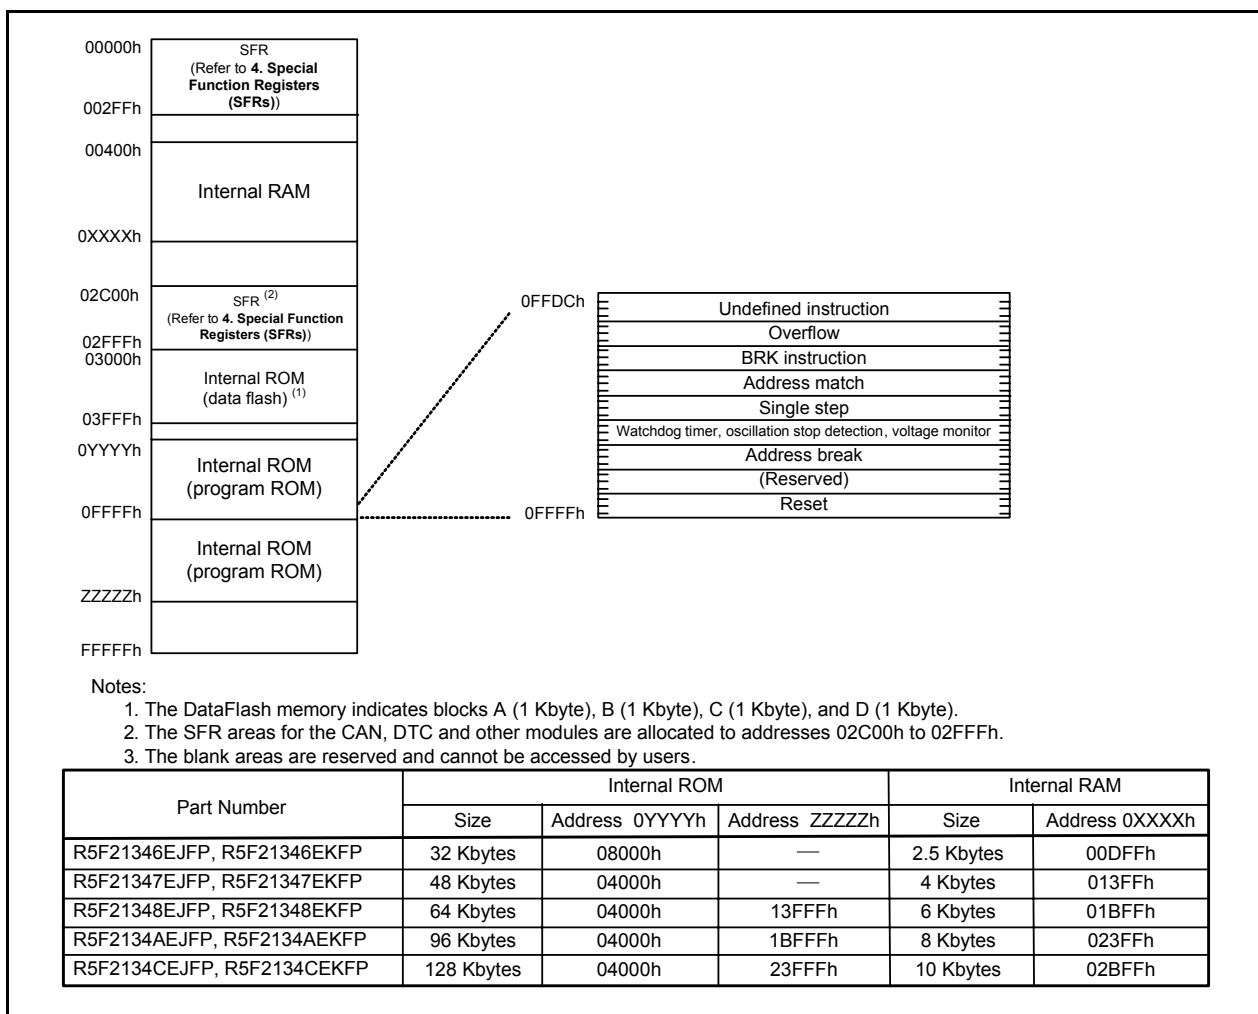 00000h
SFR
(Refer to 4. Special
Function Registers
(SFRs))
002FFh
00400h
Internal RAM
0XXXXh
02C00h
SFR (2)
(Refer to 4. Special Function
Registers (SFRs))
02FFFh
03000h
Internal ROM
(data flash) (1)
03FFFh
0YYYYh
Internal ROM
(program ROM)
0FFFFh
Internal ROM
(program ROM)
ZZZZZh
FFFFFh
0FFDCh
Undefined instruction
Overflow
BRK instruction
Address match
Single step
Watchdog timer, oscillation stop detection, voltage monitor
Address break
(Reserved)
Reset
0FFFFh
Notes:
1. The DataFlash memory indicates blocks A (1 Kbyte), B (1 Kbyte), C (1 Kbyte), and D (1 Kbyte).
2. The SFR areas for the CAN, DTC and other modules are allocated to addresses 02C00h to 02FFFh.
3. The blank areas are reserved and cannot be accessed by users.
Part Number Internal ROM Internal RAM
Size Address 0YYYYh Address ZZZZZh Size Address 0XXXXh
R5F21346EJFP, R5F21346EKFP 32 Kbytes 08000h — 2.5 Kbytes 00DFFh
R5F21347EJFP, R5F21347EKFP 48 Kbytes 04000h — 4 Kbytes 013FFh
R5F21348EJFP, R5F21348EKFP 64 Kbytes 04000h 13FFFh 6 Kbytes 01BFFh
R5F2134AEJFP, R5F2134AEKFP 96 Kbytes 04000h 1BFFFh 8 Kbytes 023FFh
R5F2134CEJFP, R5F2134CEKFP 128 Kbytes 04000h 23FFFh 10 Kbytes 02BFFh